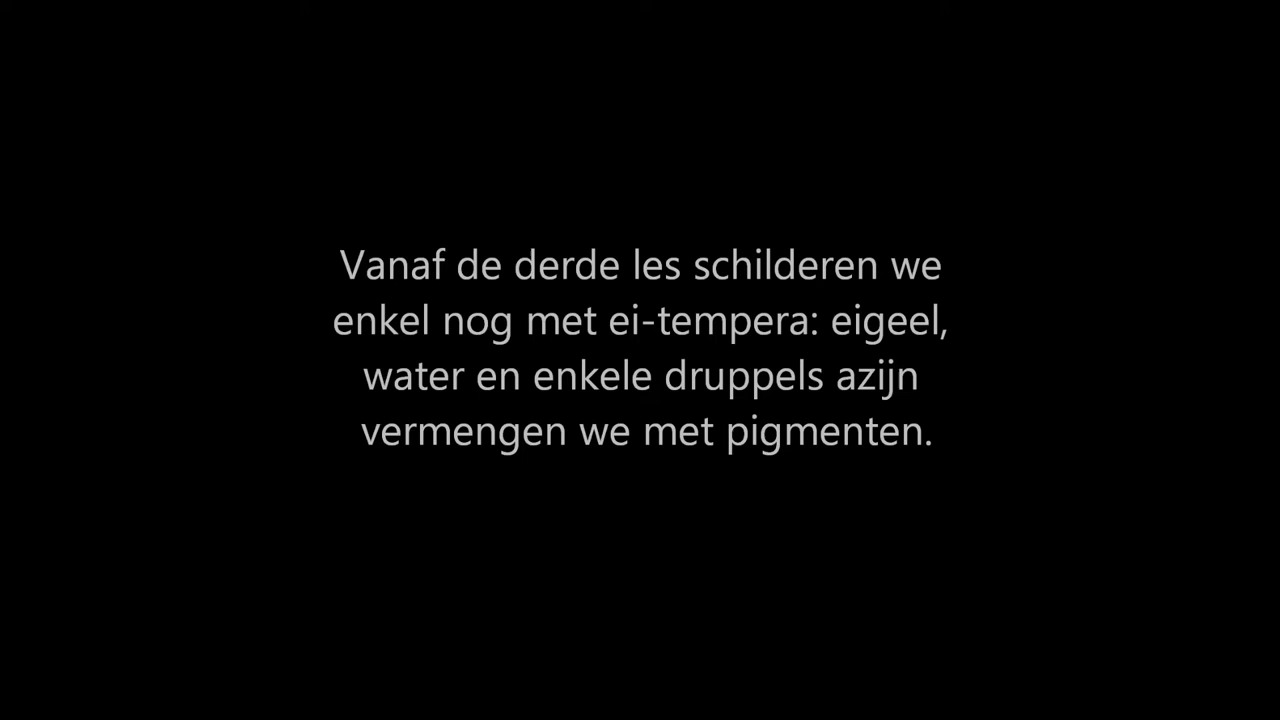 Vanaf de derde les schilderen we
enkel nog met ei-tempera: eigeel,
water en enkele druppels azijn
vermengen we met pigmenten.